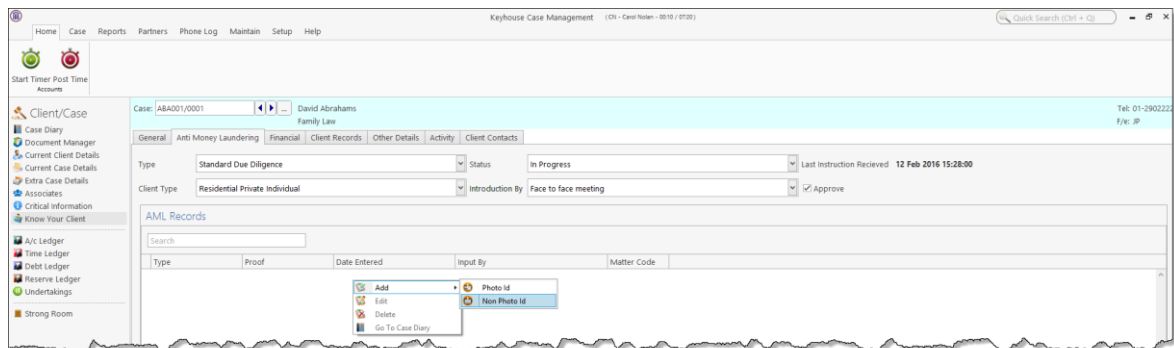 Keyhouse Case Management (CN - Carol Nolan - 00:10 / 07:20)
Quick Search (Ctrl + Q)
Home Case Reports Partners Phone Log Maintain Setup Help
Start Timer Post Time
Accounts
Client/Case
Case Diary
Document Manager
Current Client Details
Current Case Details
Extra Case Details
Associates
Critical Information
Know Your Client
A/c Ledger
Time Ledger
Debt Ledger
Reserve Ledger
Undertakings
Strong Room
Case: ABA001/0001 ... David Abrahams Tel: 01-2902222
Family Law F/e: JP
General Anti Money Laundering Financial Client Records Other Details Activity Client Contacts
Type Standard Due Diligence Status In Progress Last Instruction Recieved 12 Feb 2016 15:28:00
Client Type Residential Private Individual Introduction By Face to face meeting Approve
AML Records
Search
Type Proof Date Entered Input By Matter Code
Add Photo Id
Edit Non Photo Id
Delete
Go To Case Diary